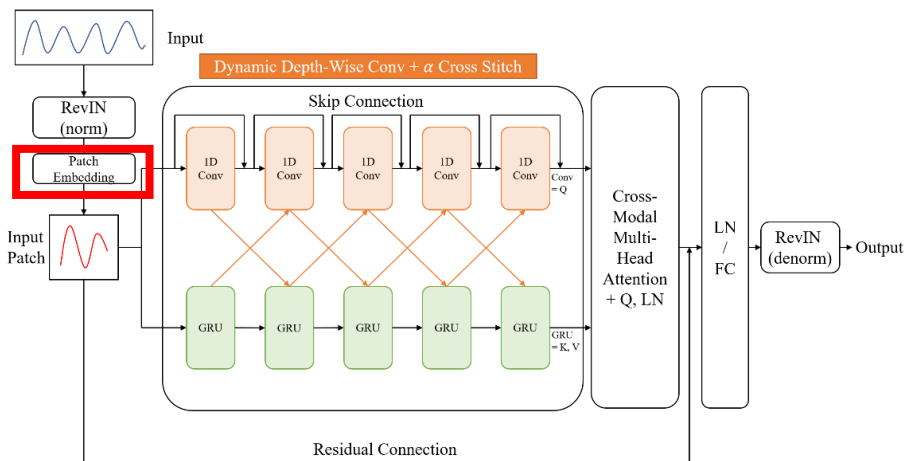 Input
Dynamic Depth-Wise Conv + α Cross Stitch
RevIN
(norm)
Skip Connection
Patch
Embedding
1D
Conv
1D
Conv
1D
Conv
1D
Conv
1D
Conv
Conv
= Q
Input
Patch
GRU
GRU
GRU
GRU
GRU
GRU
= K, V
Cross-
Modal
Multi-
Head
Attention
+ Q, LN
LN
/
FC
RevIN
(denorm)
Output
Residual Connection